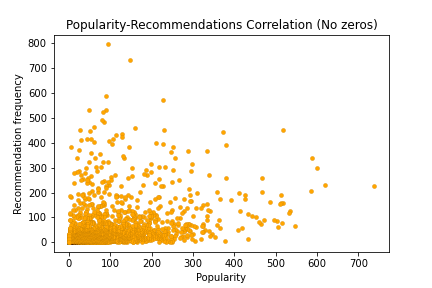 Popularity-Recommendations Correlation (No zeros)
800
700
600
500
400
300
200
100
0
Recommendation frequency
0 100 200 300 400 500 600 700
Popularity